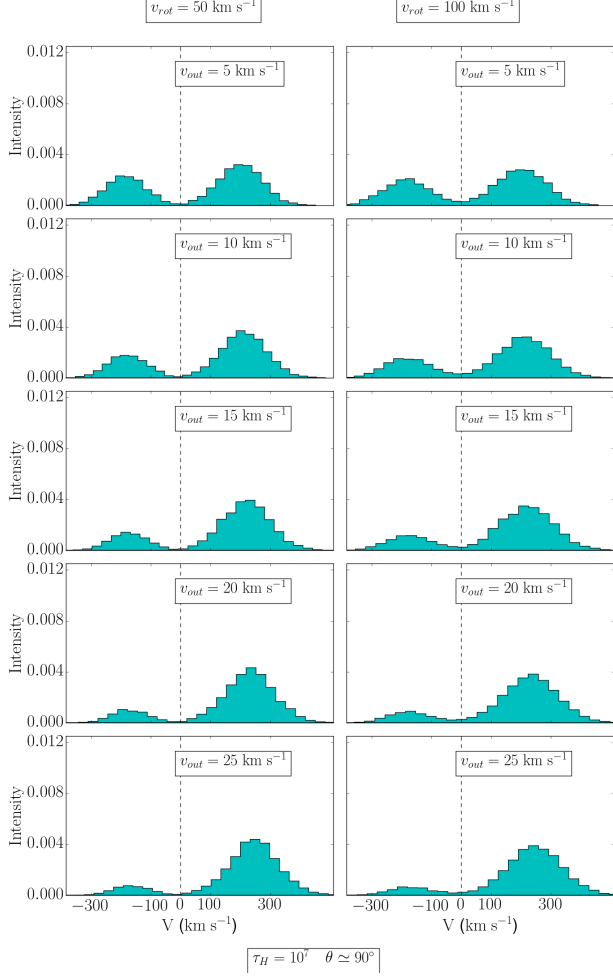 v_rot = 50 km s⁻¹ v_rot = 100 km s⁻¹
0.012
v_out = 5 km s⁻¹ v_out = 5 km s⁻¹
Intensity
0.008
0.004
0.000
0.012
v_out = 10 km s⁻¹ v_out = 10 km s⁻¹
Intensity
0.008
0.004
0.000
0.012
v_out = 15 km s⁻¹ v_out = 15 km s⁻¹
Intensity
0.008
0.004
0.000
0.012
v_out = 20 km s⁻¹ v_out = 20 km s⁻¹
Intensity
0.008
0.004
0.000
0.012
v_out = 25 km s⁻¹ v_out = 25 km s⁻¹
Intensity
0.008
0.004
0.000
−300 −100 0 100 300 −300 −100 0 100 300
V (km s⁻¹) V (km s⁻¹)
τ_H = 10⁷ θ ≃ 90°